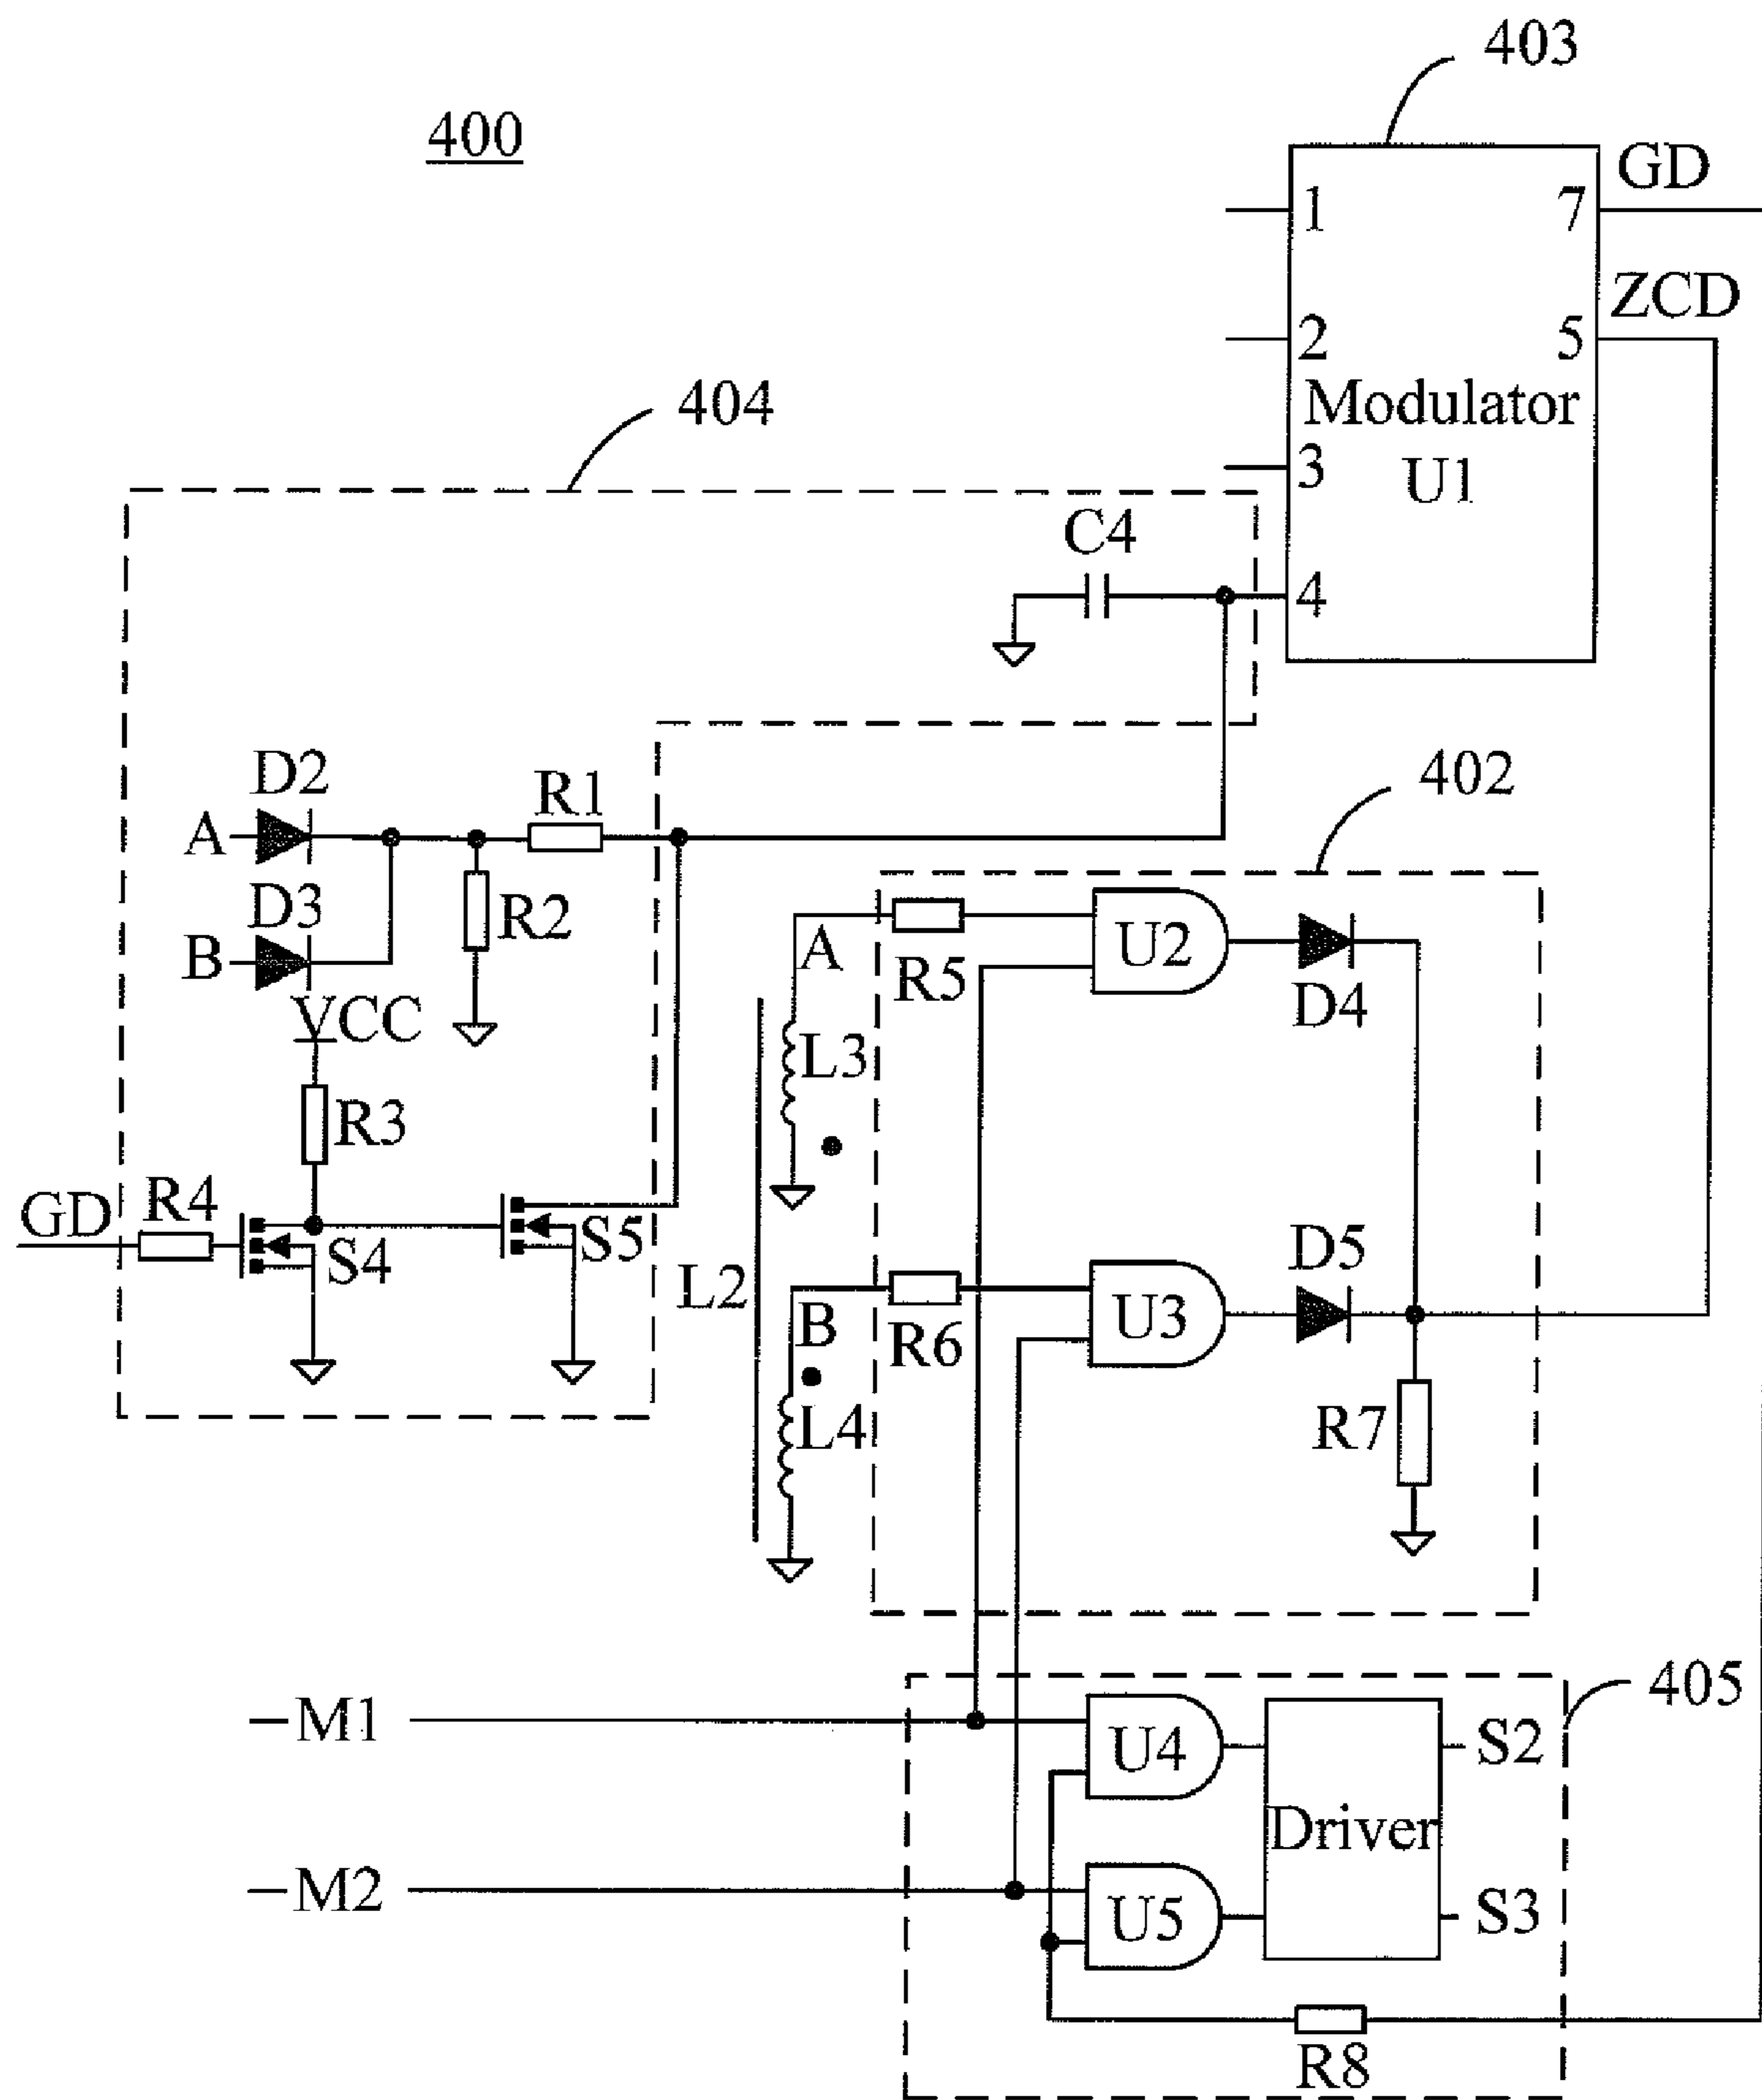 403
400
GD
1 7
ZCD
2 5
Modulator
U1
3
404
C4
4
402
D2
A
R1
D3
B
R2
VCC
R3
GD
R4
S4
S5
A
R5
U2
D4
L3
L2
B
R6
U3
D5
L4
R7
405
M1
U4
S2
Driver
M2
U5
S3
R8